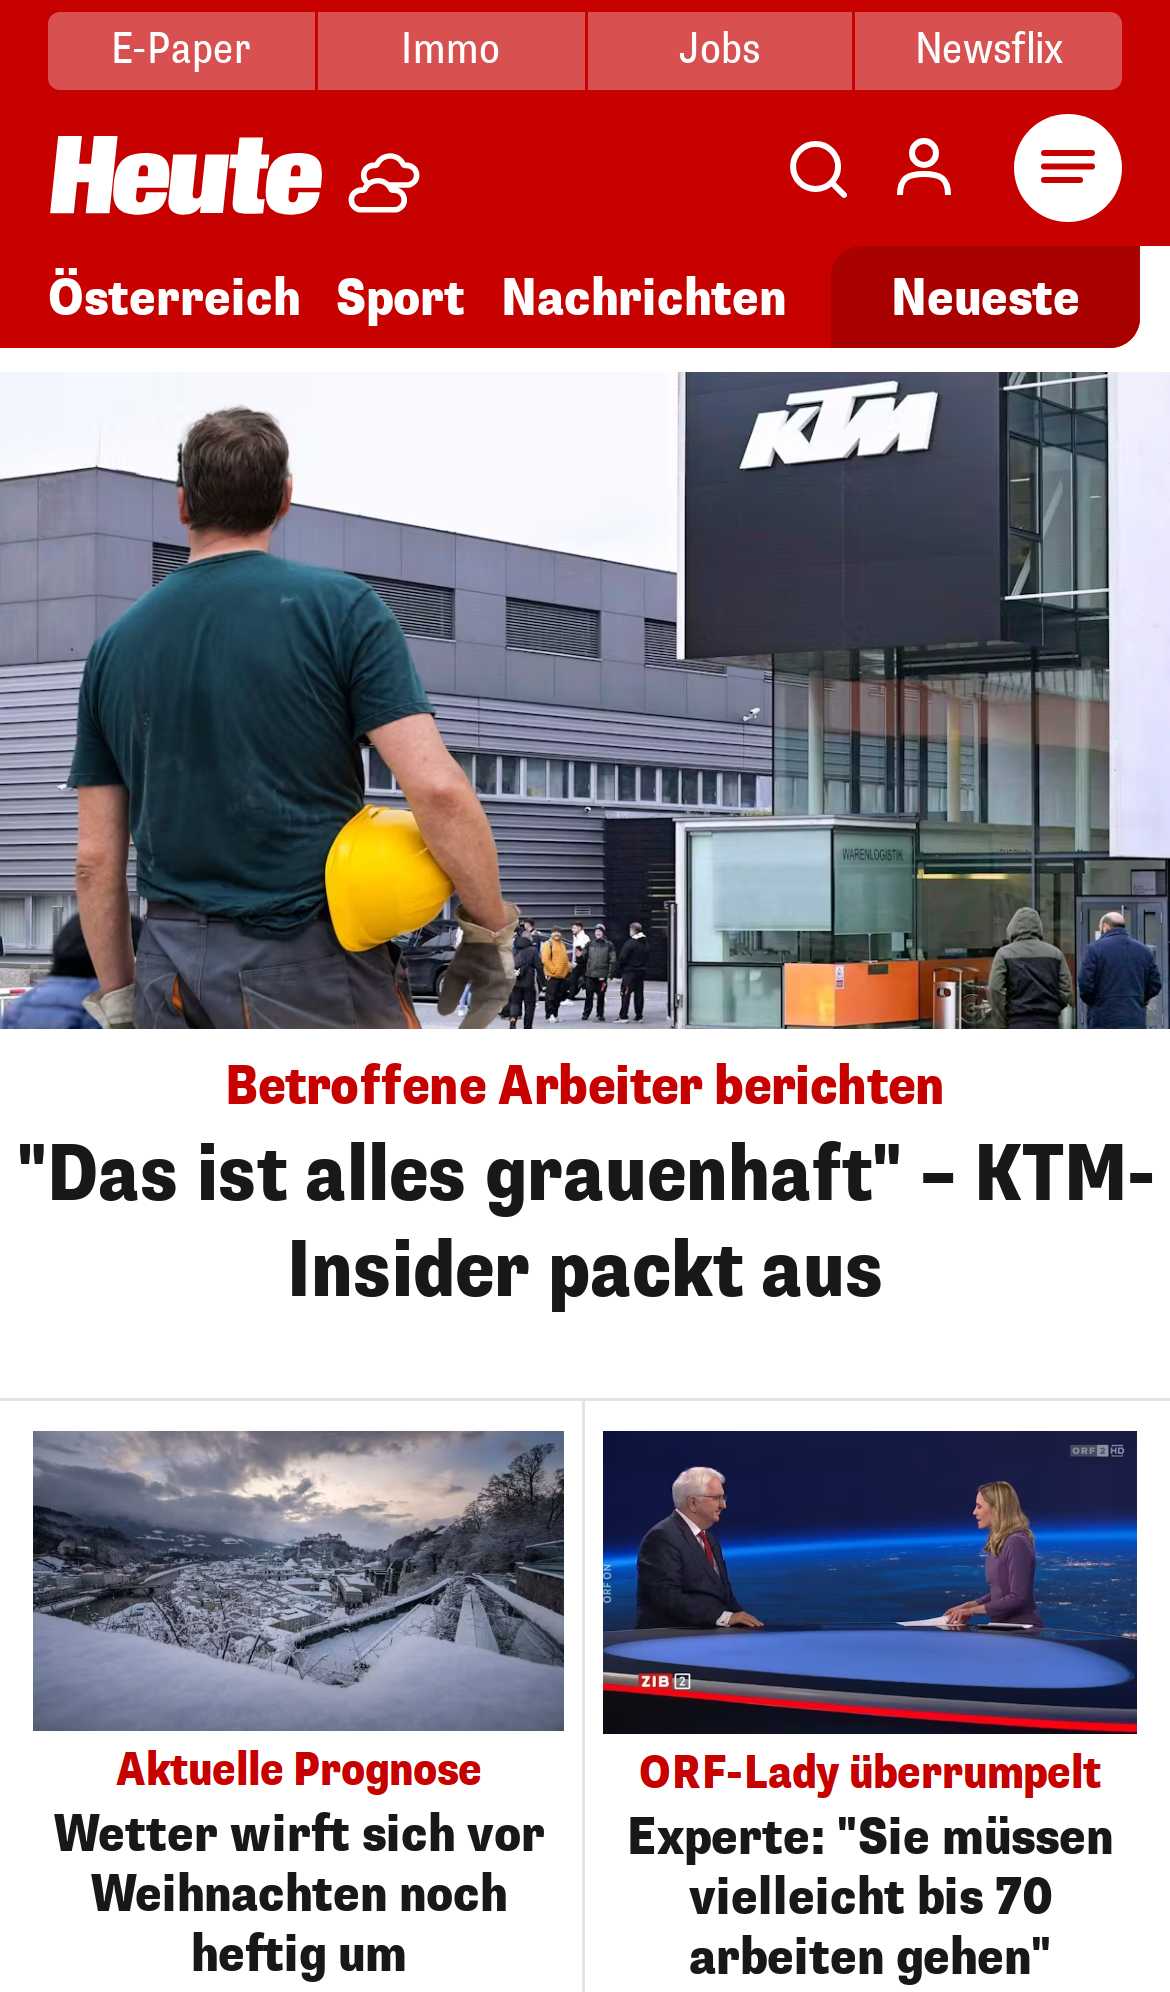 E-Paper Immo Jobs Newsflix
Heute
Österreich Sport Nachrichten Neueste
KTM
WARENLOGISTIK
Betroffene Arbeiter berichten
"Das ist alles grauenhaft" – KTM-
Insider packt aus
ORF 2 HD
ORF ON
ZIB 2
Aktuelle Prognose
Wetter wirft sich vor
Weihnachten noch
heftig um
ORF-Lady überrumpelt
Experte: "Sie müssen
vielleicht bis 70
arbeiten gehen"